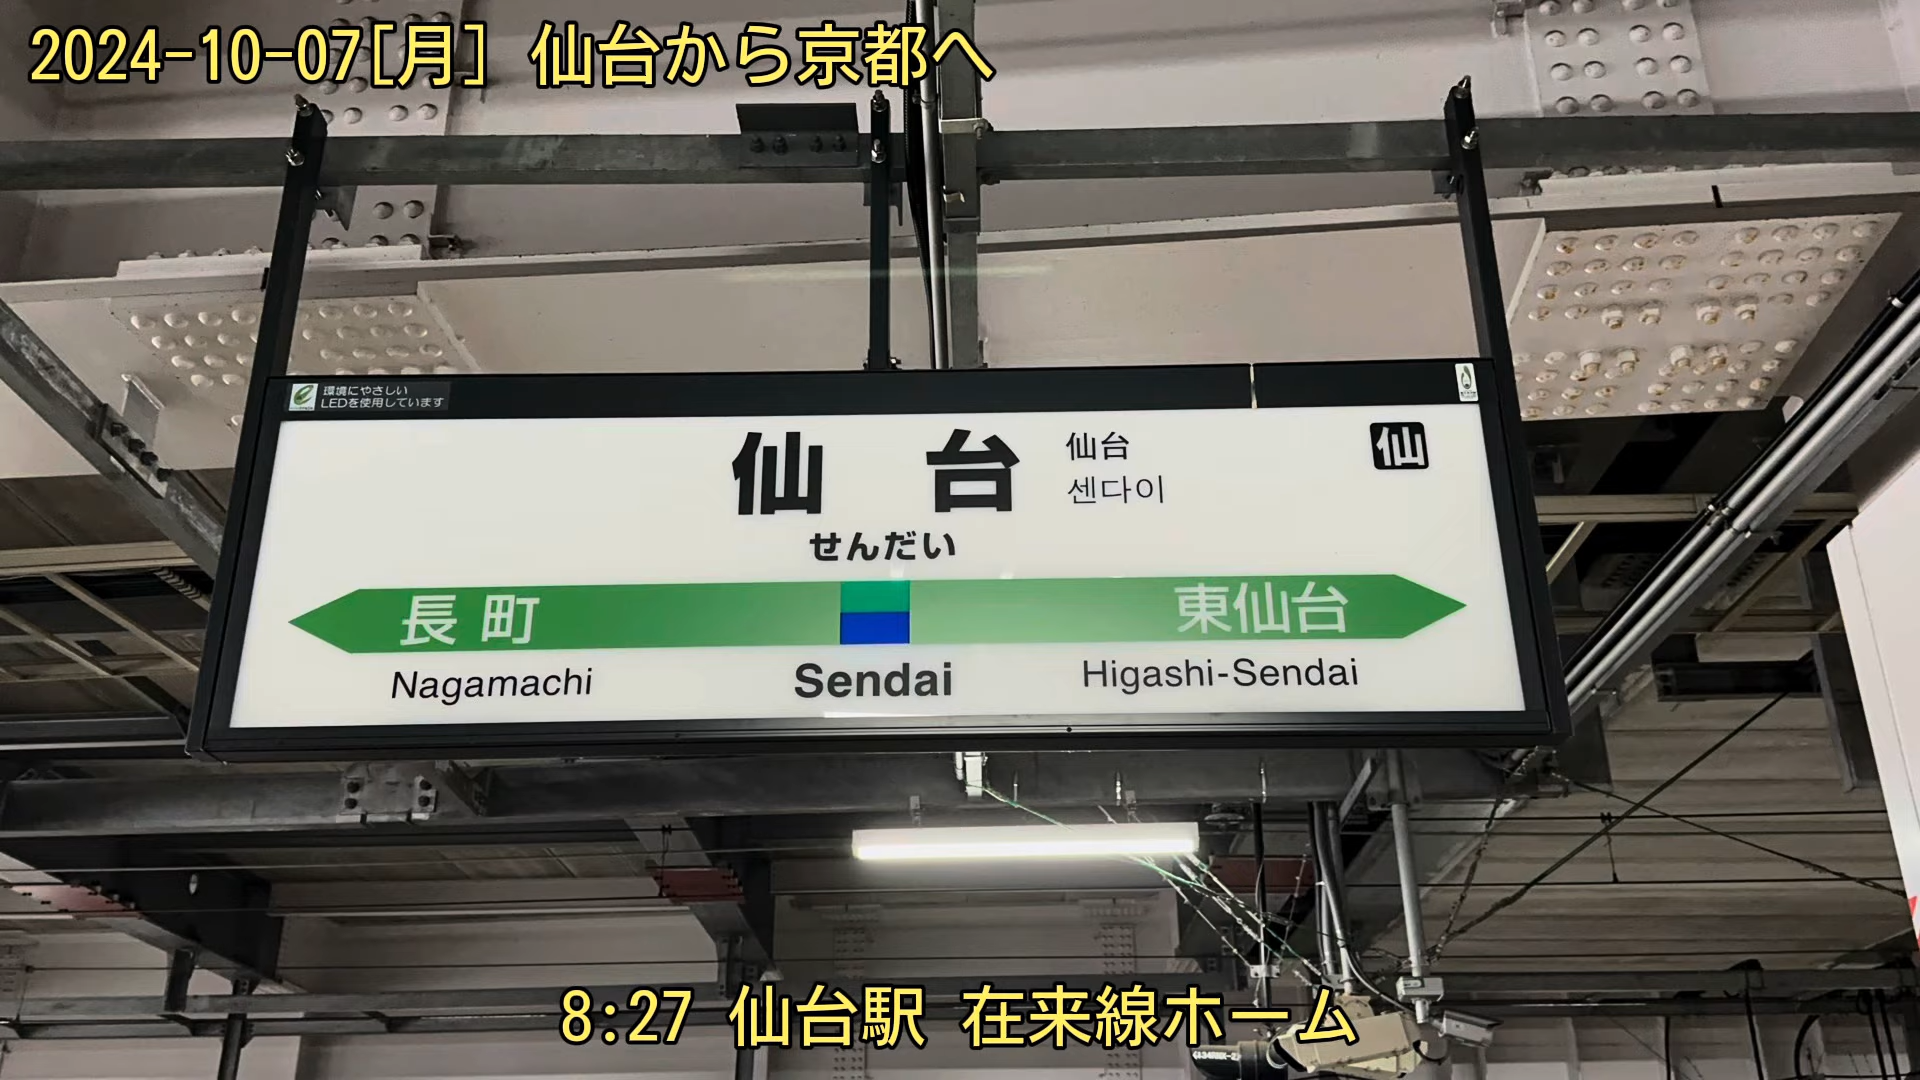 2024-10-07[月] 仙台から京都へ
環境にやさしい
LEDを使用しています
仙台
仙台
센다이
仙
せんだい
長町
東仙台
Nagamachi
Sendai
Higashi-Sendai
8:27 仙台駅 在来線ホーム